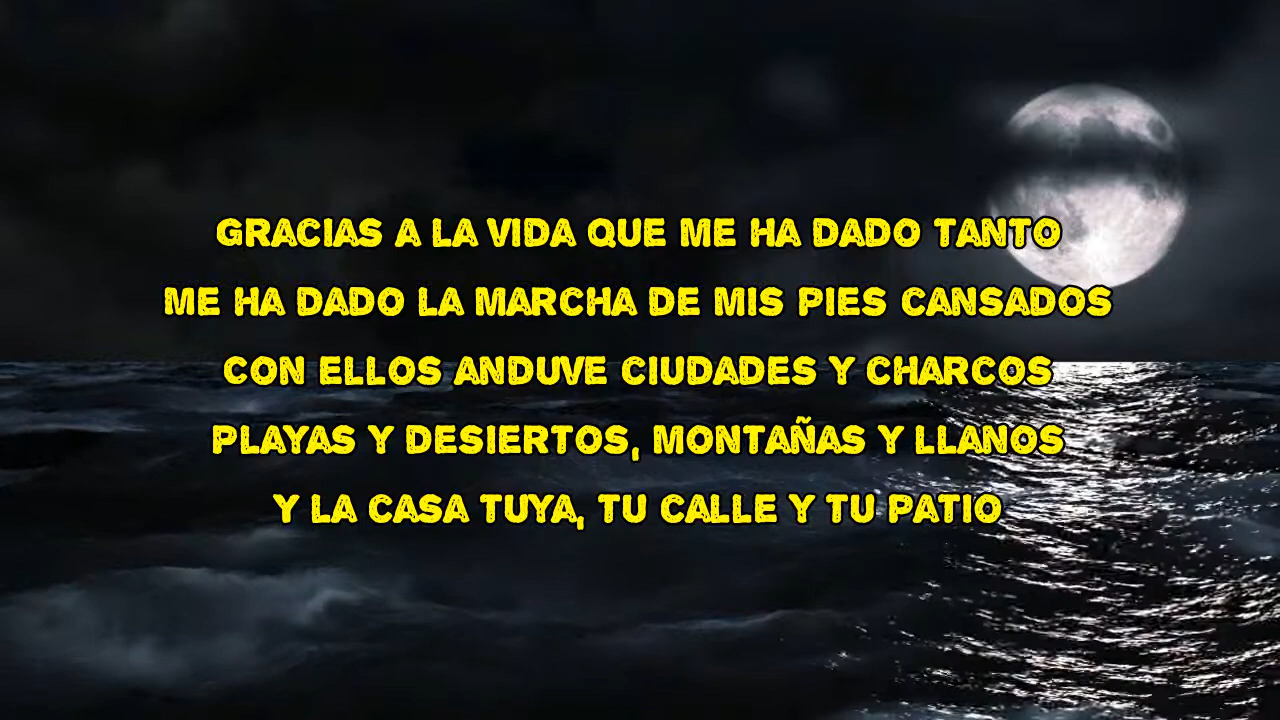 GRACIAS A LA VIDA QUE ME HA DADO TANTO
ME HA DADO LA MARCHA DE MIS PIES CANSADOS
CON ELLOS ANDUVE CIUDADES Y CHARCOS
PLAYAS Y DESIERTOS, MONTAÑAS Y LLANOS
Y LA CASA TUYA, TU CALLE Y TU PATIO